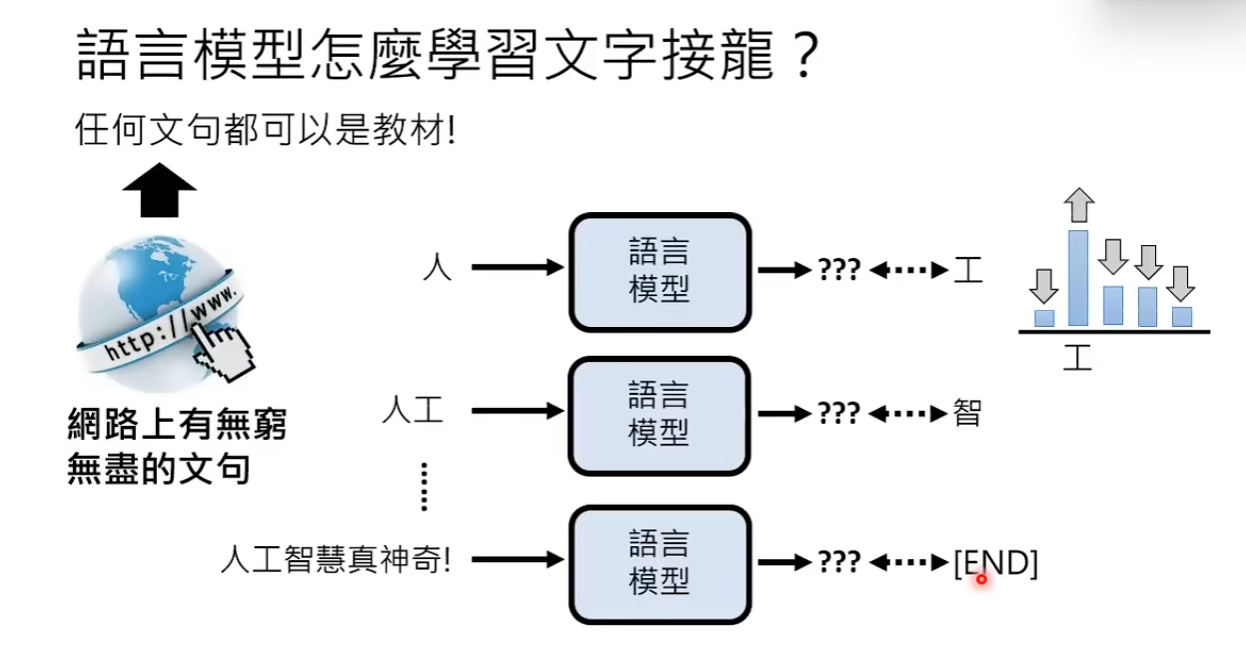 語言模型怎麼學習文字接龍？
任何文句都可以是教材!
http://www.
網路上有無窮
無盡的文句
人
語言
模型
???
工
工
人工
語言
模型
???
智
人工智慧真神奇!
語言
模型
???
[END]